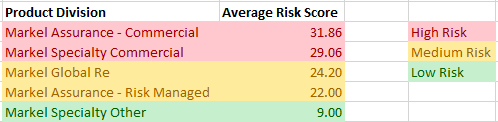 Product Division Average Risk Score
Markel Assurance - Commercial 31.86 High Risk
Markel Specialty Commercial 29.06 Medium Risk
Markel Global Re 24.20 Low Risk
Markel Assurance - Risk Managed 22.00
Markel Specialty Other 9.00